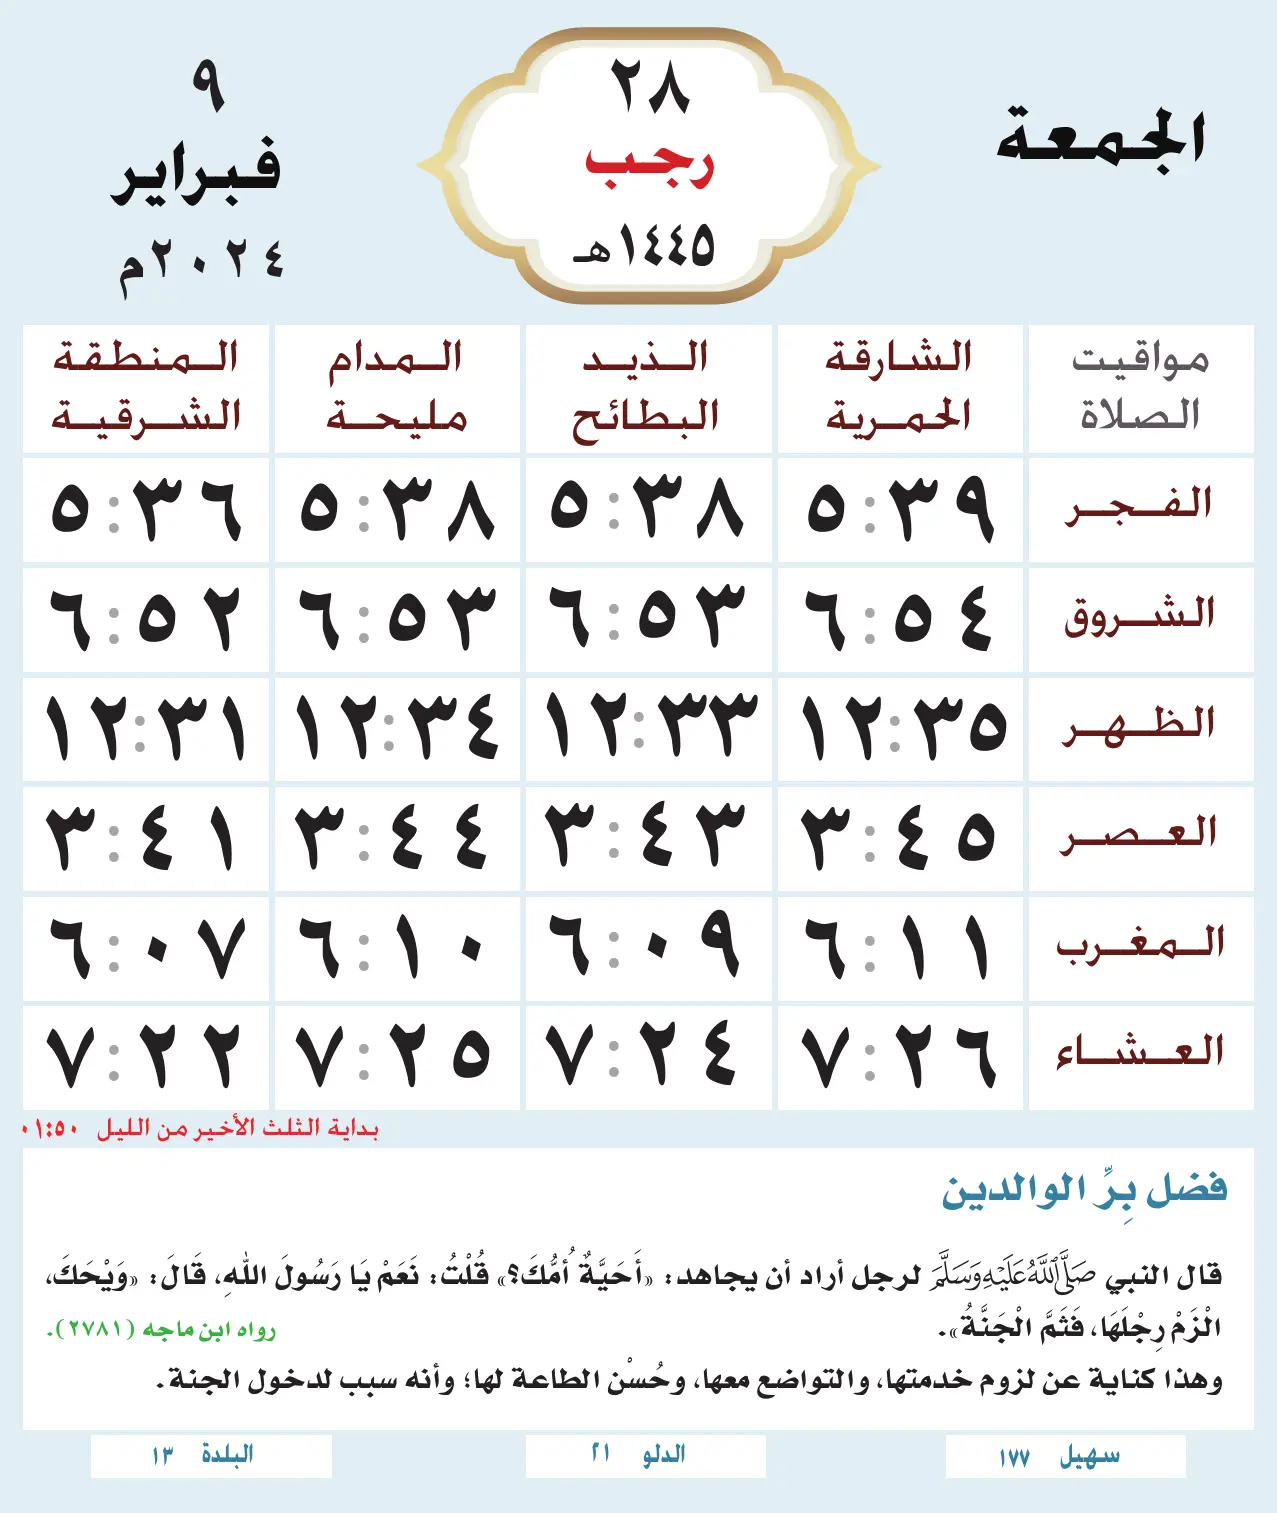 الجمعة
٢٨
رجب
١٤٤٥هـ
٩
فبراير
٢٠٢٤م
مواقيت الصلاة
الشارقة الحمرية
الذيد البطائح
المدام مليحة
المنطقة الشرقية
الفجر ٥:٣٩ ٥:٣٨ ٥:٣٨ ٥:٣٦
الشروق ٦:٥٤ ٦:٥٣ ٦:٥٣ ٦:٥٢
الظهر ١٢:٣٥ ١٢:٣٣ ١٢:٣٤ ١٢:٣١
العصر ٣:٤٥ ٣:٤٣ ٣:٤٤ ٣:٤١
المغرب ٦:١١ ٦:٠٩ ٦:١٠ ٦:٠٧
العشاء ٧:٢٦ ٧:٢٤ ٧:٢٥ ٧:٢٢
بداية الثلث الأخير من الليل ٠١:٥٠
فضل بِرِّ الوالدين
قال النبي صَلَّى اللَّهُ عَلَيْهِ وَسَلَّمَ لرجل أراد أن يجاهد: «أَحَيَّةٌ أُمُّكَ؟» قُلْتُ: نَعَمْ يَا رَسُولَ اللهِ، قَالَ: «وَيْحَكَ،
الْزَمْ رِجْلَهَا، فَثَمَّ الْجَنَّةُ». رواه ابن ماجه (٢٧٨١).
وهذا كناية عن لزوم خدمتها، والتواضع معها، وحُسْن الطاعة لها؛ وأنه سبب لدخول الجنة.
سهيل ١٧٧
الدلو ٢١
البلدة ١٣